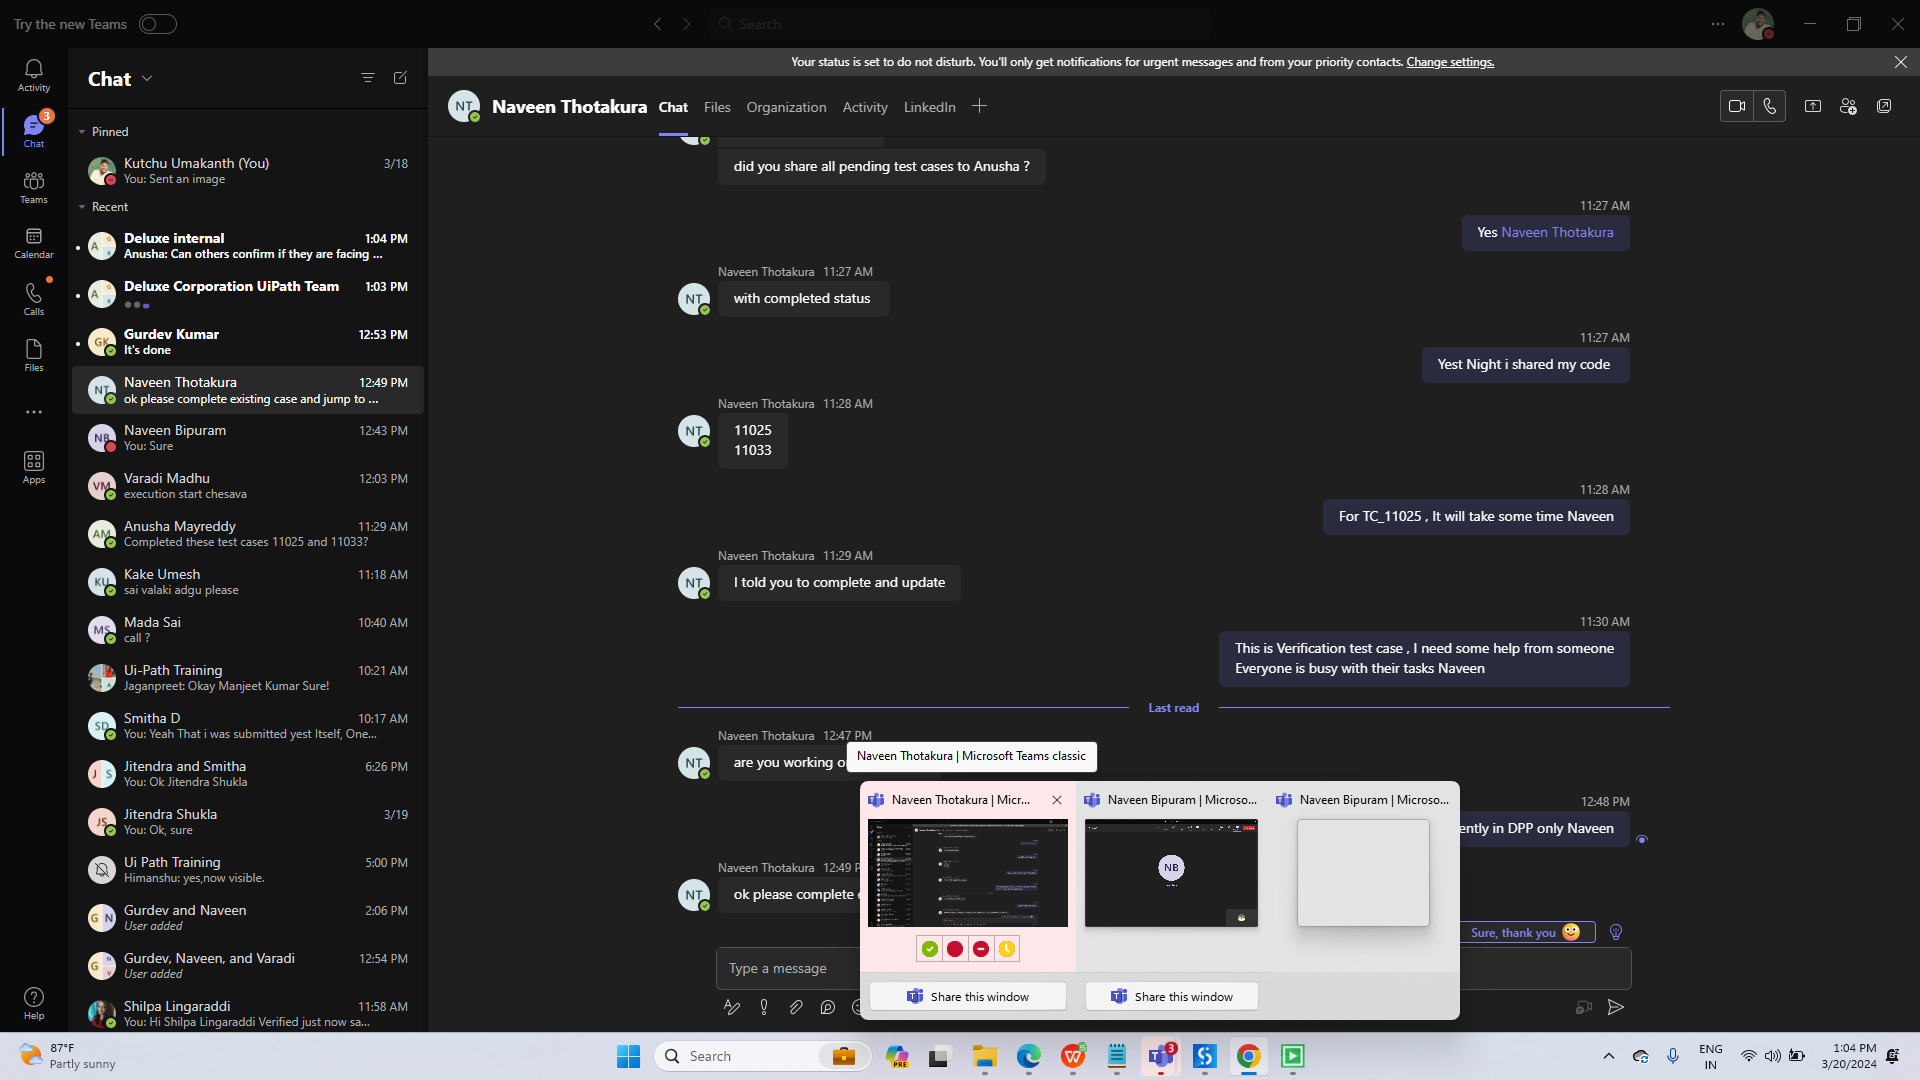 Try the new Teams
Search
Activity
Chat
3
Teams
Calendar
Calls
Files
Apps
Help
Chat
Pinned
Kutchu Umakanth (You)
3/18
You: Sent an image
Recent
Deluxe internal
1:04 PM
Anusha: Can others confirm if they are facing ...
Deluxe Corporation UiPath Team
1:03 PM
GK
Gurdev Kumar
12:53 PM
It's done
NT
Naveen Thotakura
12:49 PM
ok please complete existing case and jump to ...
NB
Naveen Bipuram
12:43 PM
You: Sure
VM
Varadi Madhu
12:03 PM
execution start chesava
AM
Anusha Mayreddy
11:29 AM
Completed these test cases 11025 and 11033?
KU
Kake Umesh
11:18 AM
sai valaki adgu please
MS
Mada Sai
10:40 AM
call ?
Ui-Path Training
10:21 AM
Jaganpreet: Okay Manjeet Kumar Sure!
SD
Smitha D
10:17 AM
You: Yeah That i was submitted yest Itself, One...
J S
Jitendra and Smitha
6:26 PM
You: Ok Jitendra Shukla
JS
Jitendra Shukla
3/19
You: Ok, sure
Ui Path Training
5:00 PM
Himanshu: yes,now visible.
G N
Gurdev and Naveen
2:06 PM
User added
Gurdev, Naveen, and Varadi
12:54 PM
User added
Shilpa Lingaraddi
11:58 AM
You: Hi Shilpa Lingaraddi Verified just now sa...
Your status is set to do not disturb. You'll only get notifications for urgent messages and from your priority contacts. Change settings.
NT
Naveen Thotakura
Chat
Files
Organization
Activity
LinkedIn
did you share all pending test cases to Anusha ?
11:27 AM
Yes Naveen Thotakura
Naveen Thotakura 11:27 AM
NT
with completed status
11:27 AM
Yest Night i shared my code
Naveen Thotakura 11:28 AM
NT
11025
11033
11:28 AM
For TC_11025 , It will take some time Naveen
Naveen Thotakura 11:29 AM
NT
I told you to complete and update
11:30 AM
This is Verification test case , I need some help from someone
Everyone is busy with their tasks Naveen
Last read
Naveen Thotakura 12:47 PM
NT
are you working o
Naveen Thotakura | Microsoft Teams classic
12:48 PM
ently in DPP only Naveen
Naveen Thotakura 12:49 P
NT
ok please complete
Sure, thank you
Type a message
Naveen Thotakura | Micr...
Naveen Bipuram | Microso...
Naveen Bipuram | Microso...
NB
Share this window
Share this window
87°F
Partly sunny
Search
PRE
3
ENG
IN
1:04 PM
3/20/2024